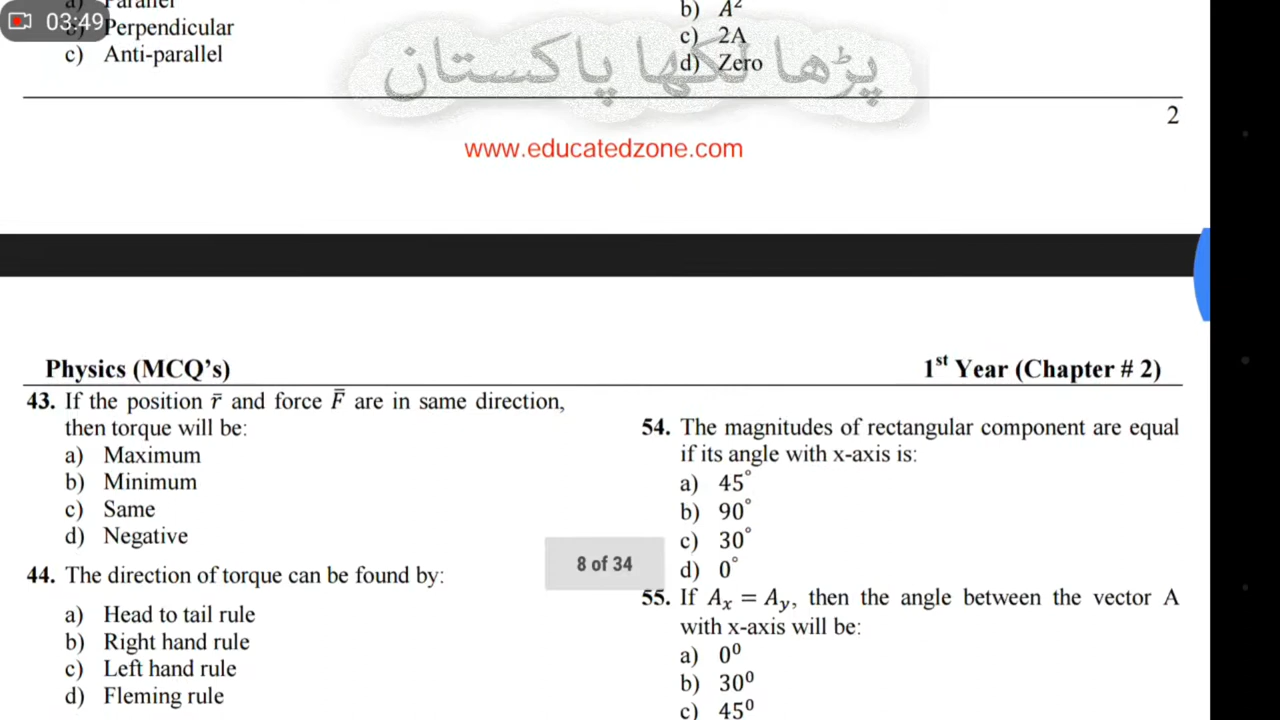 03:49
a) Parallel
b) Perpendicular
c) Anti-parallel
b) A²
c) 2A
d) Zero
پڑھا لکھا پاکستان
2
www.educatedzone.com
Physics (MCQ’s)
1st Year (Chapter # 2)
43. If the position r̄ and force F̄ are in same direction,
then torque will be:
a) Maximum
b) Minimum
c) Same
d) Negative
44. The direction of torque can be found by:
a) Head to tail rule
b) Right hand rule
c) Left hand rule
d) Fleming rule
8 of 34
54. The magnitudes of rectangular component are equal
if its angle with x-axis is:
a) 45°
b) 90°
c) 30°
d) 0°
55. If Aₓ = Aᵧ, then the angle between the vector A
with x-axis will be:
a) 0⁰
b) 30⁰
c) 45⁰